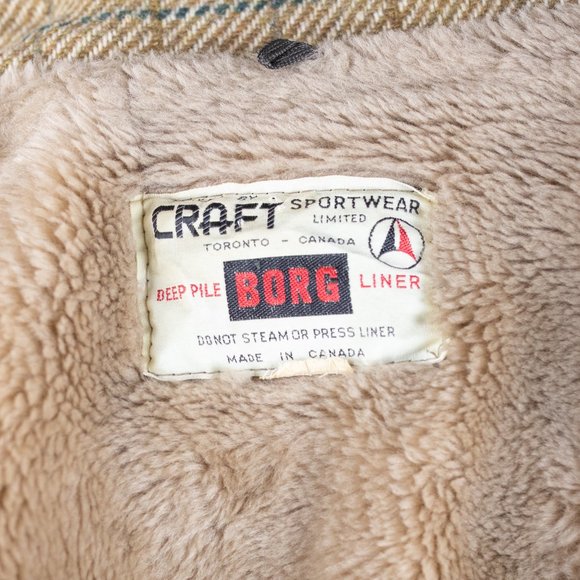 CRAFT SPORTWEAR
LIMITED
TORONTO - CANADA
DEEP PILE BORG LINER
DO NOT STEAM OR PRESS LINER
MADE IN CANADA